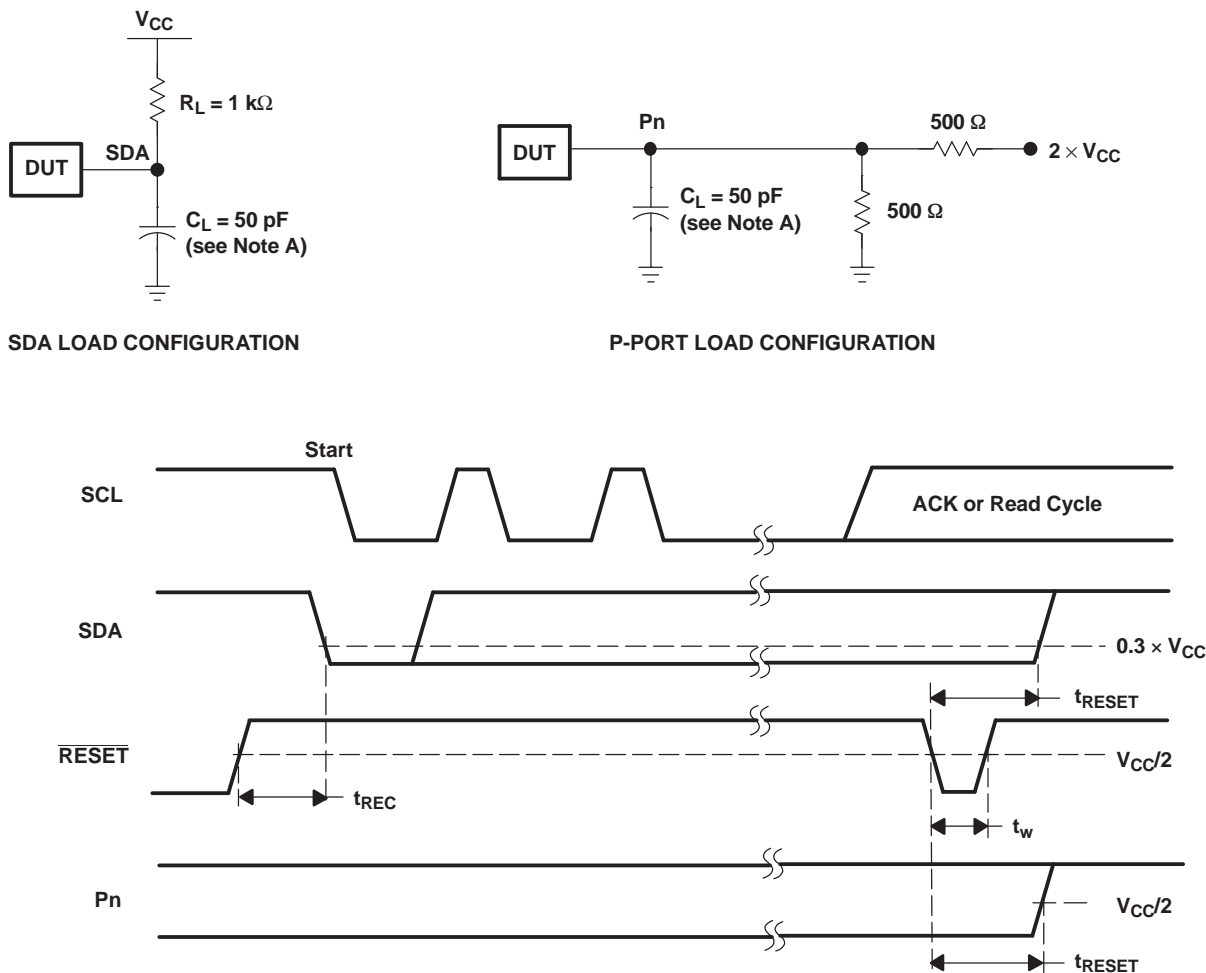 VCC
RL = 1 kΩ
SDA
DUT
CL = 50 pF
(see Note A)
SDA LOAD CONFIGURATION
Pn
500 Ω
DUT
2 × VCC
CL = 50 pF
(see Note A)
500 Ω
P-PORT LOAD CONFIGURATION
Start
SCL
ACK or Read Cycle
SDA
0.3 × VCC
tRESET
RESET
VCC/2
tREC
tw
Pn
VCC/2
tRESET